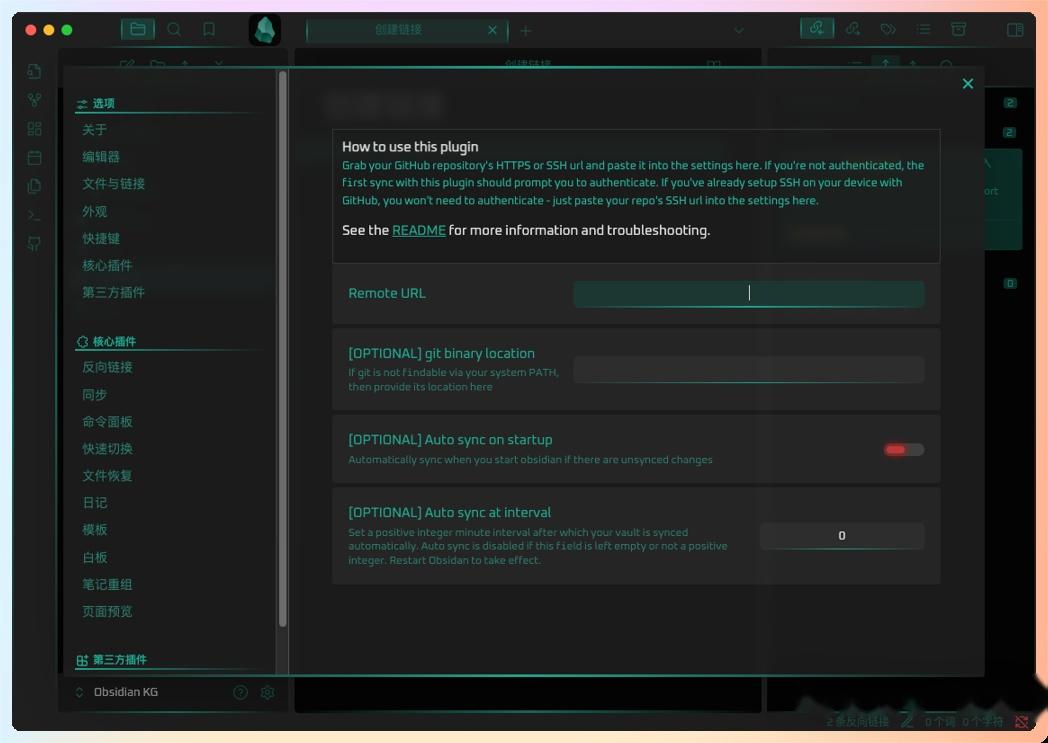 创建链接
创建链接
选项
关于
编辑器
文件与链接
外观
快捷键
核心插件
第三方插件
核心插件
反向链接
同步
命令面板
快速切换
文件恢复
日记
模板
白板
笔记重组
页面预览
第三方插件
Obsidian KG
How to use this plugin
Grab your GitHub repository's HTTPS or SSH url and paste it into the settings here. If you're not authenticated, the
first sync with this plugin should prompt you to authenticate. If you've already setup SSH on your device with
GitHub, you won't need to authenticate - just paste your repo's SSH url into the settings here.
See the README for more information and troubleshooting.
Remote URL
[OPTIONAL] git binary location
If git is not findable via your system PATH,
then provide its location here
[OPTIONAL] Auto sync on startup
Automatically sync when you start obsidian if there are unsynced changes
[OPTIONAL] Auto sync at interval
Set a positive integer minute interval after which your vault is synced
automatically. Auto sync is disabled if this field is left empty or not a positive
integer. Restart Obsidan to take effect.
0
2
2
ort
0
2 条反向链接 0 个词 0 个字符